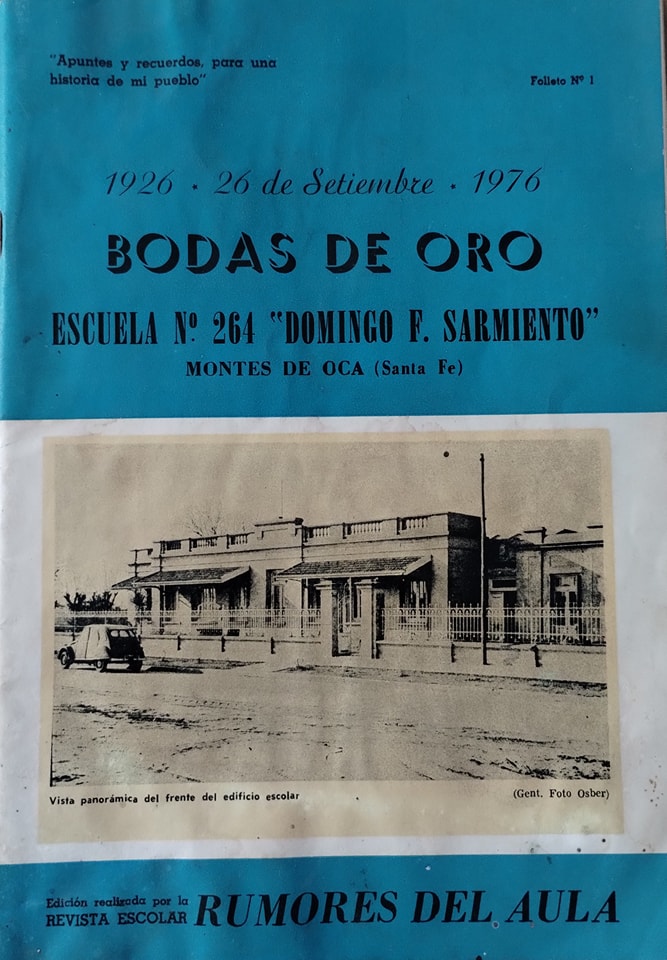 "Apuntes y recuerdos, para una
historia de mi pueblo"
Folleto Nº 1
1926 * 26 de Setiembre * 1976
BODAS DE ORO
ESCUELA Nº 264 "DOMINGO F. SARMIENTO"
MONTES DE OCA (Santa Fe)
Vista panorámica del frente del edificio escolar
(Gent. Foto Osber)
Edición realizada por la
REVISTA ESCOLAR RUMORES DEL AULA